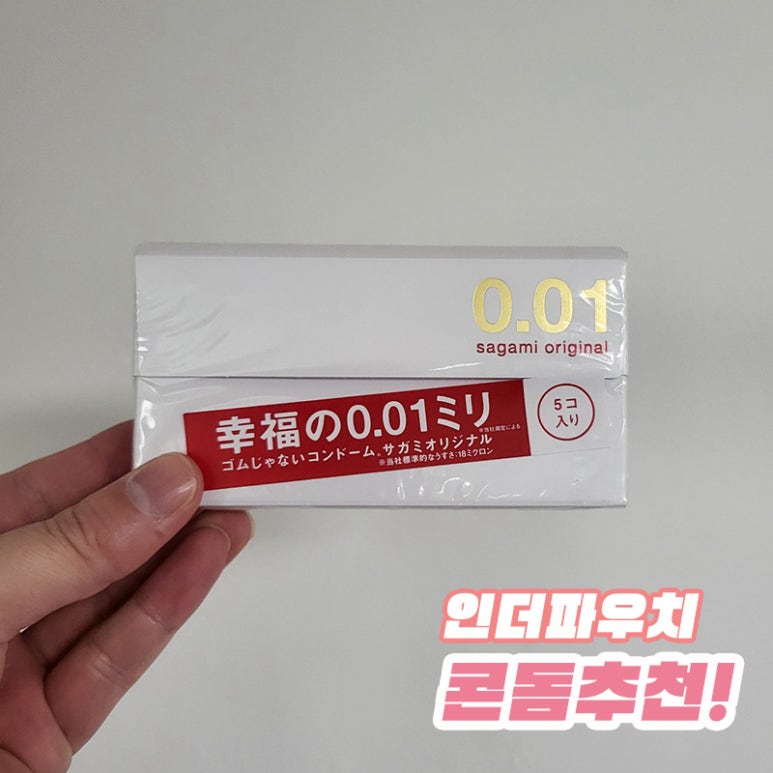 0.01
sagami original
幸福の0.01ミリ
※当社測定による
ゴムじゃないコンドーム。サガミオリジナル
※当社標準的なうすさ:18ミクロン
5コ
入り
인더파우치
콘돔추천!